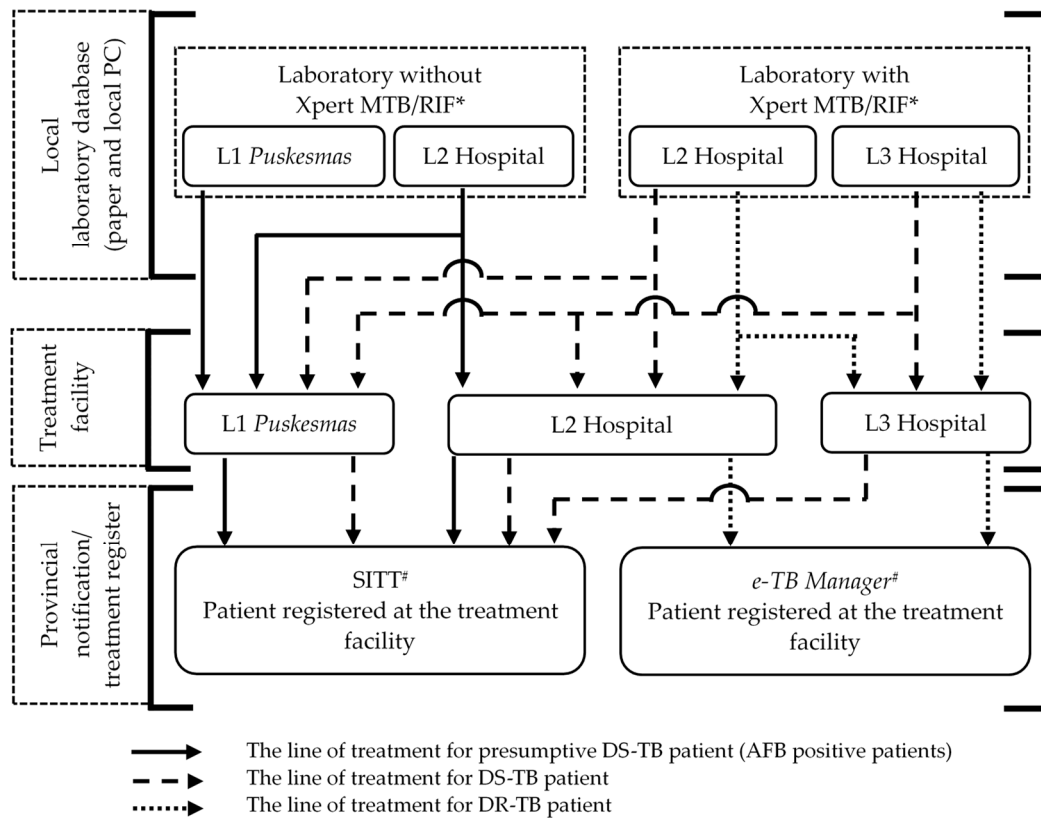 Local
laboratory database
(paper and local PC)
Laboratory without
Xpert MTB/RIF*
L1 Puskesmas
L2 Hospital
Laboratory with
Xpert MTB/RIF*
L2 Hospital
L3 Hospital
Treatment
facility
L1 Puskesmas
L2 Hospital
L3 Hospital
Provincial
notification/
treatment register
SITT#
Patient registered at the treatment
facility
e-TB Manager#
Patient registered at the treatment
facility
The line of treatment for presumptive DS-TB patient (AFB positive patients)
The line of treatment for DS-TB patient
The line of treatment for DR-TB patient